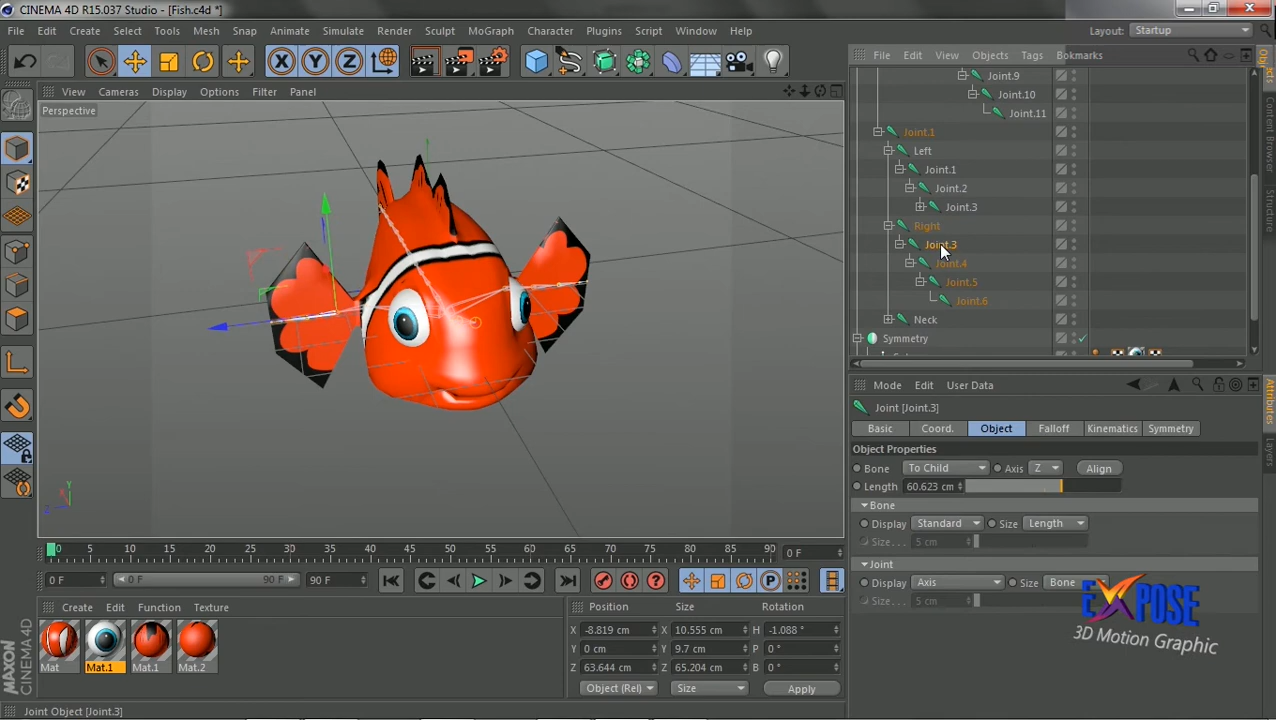 CINEMA 4D R15.037 Studio - [Fish.c4d *]
File Edit Create Select Tools Mesh Snap Animate Simulate Render Sculpt MoGraph Character Plugins Script Window Help Layout: Startup
File Edit View Objects Tags Bookmarks
View Cameras Display Options Filter Panel
Perspective
Joint.9
Joint.10
Joint.11
Joint.1
Left
Joint.1
Joint.2
Joint.3
Right
Joint.3
Joint.4
Joint.5
Joint.6
Neck
Symmetry
Objects
Content Browser
Structure
Mode Edit User Data
Joint [Joint.3]
Basic Coord. Object Falloff Kinematics Symmetry
Object Properties
Bone To Child Axis Z Align
Length 60.623 cm
Bone
Display Standard Size Length
Size... 5 cm
Joint
Display Axis Size Bone
Size... 5 cm
Attributes
Layers
X Y Z
Y X Z
0 5 10 15 20 25 30 35 40 45 50 55 60 65 70 75 80 85 90 0 F
0 F 0 F 90 F 90 F
P
Create Edit Function Texture
Mat Mat.1 Mat.1 Mat.2
Position Size Rotation
X -8.819 cm X 10.555 cm H -1.088 °
Y 0 cm Y 9.7 cm P 0 °
Z 63.644 cm Z 65.204 cm B 0 °
Object (Rel) Size Apply
EXPOSE
3D Motion Graphic
MAXON
CINEMA 4D
Joint Object [Joint.3]